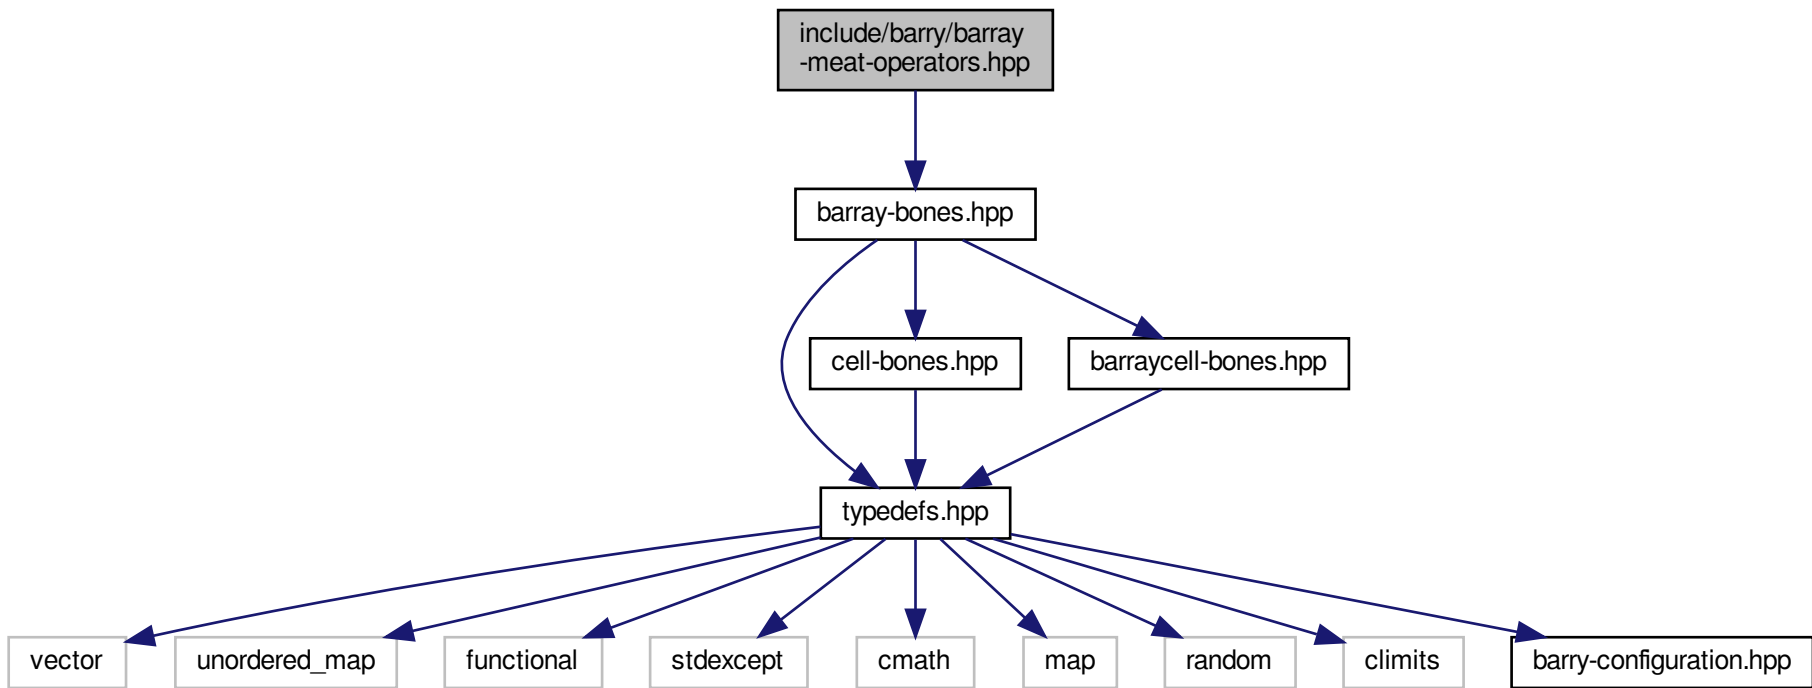 include/barry/barray
-meat-operators.hpp
barray-bones.hpp
cell-bones.hpp
barraycell-bones.hpp
typedefs.hpp
vector
unordered_map
functional
stdexcept
cmath
map
random
climits
barry-configuration.hpp